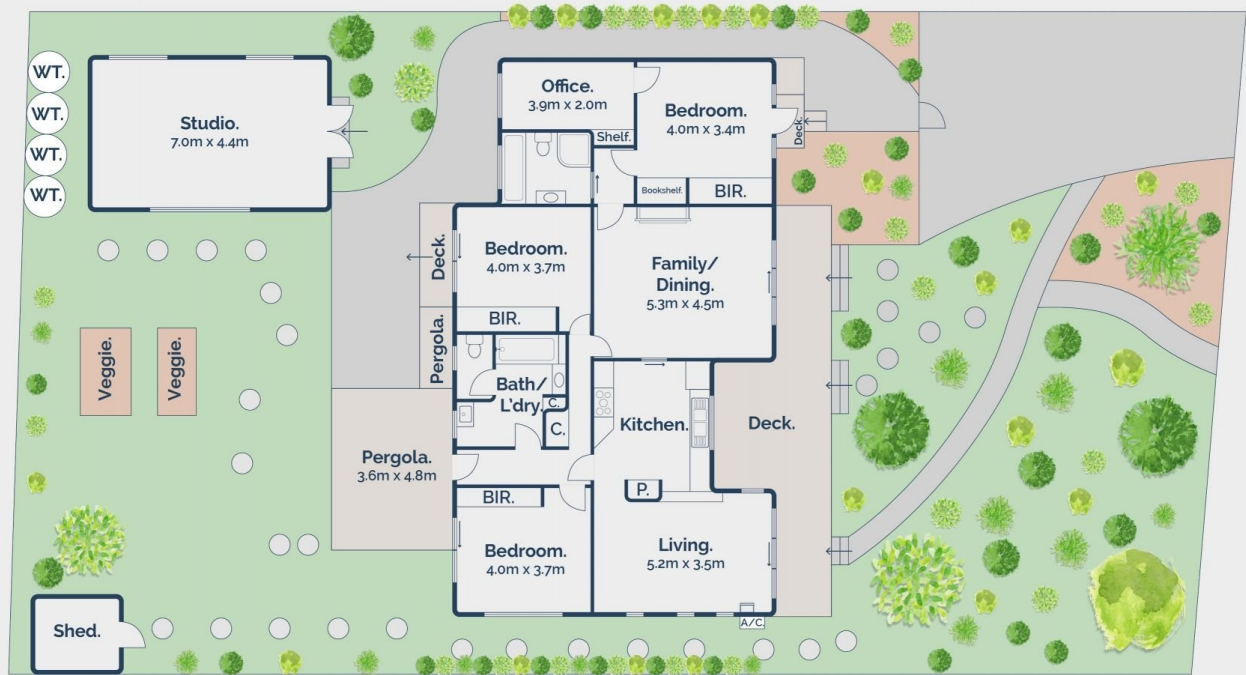 WT.
WT.
WT.
WT.
Studio.
7.0m x 4.4m
Office.
3.9m x 2.0m
Shelf.
Bedroom.
4.0m x 3.4m
Deck.
Bookshelf.
BIR.
Deck.
Bedroom.
4.0m x 3.7m
BIR.
Family/
Dining.
5.3m x 4.5m
Pergola.
Veggie.
Veggie.
Bath/
L'dry.
C.
C.
Kitchen.
P.
Deck.
Pergola.
3.6m x 4.8m
BIR.
Bedroom.
4.0m x 3.7m
Living.
5.2m x 3.5m
A/C.
Shed.